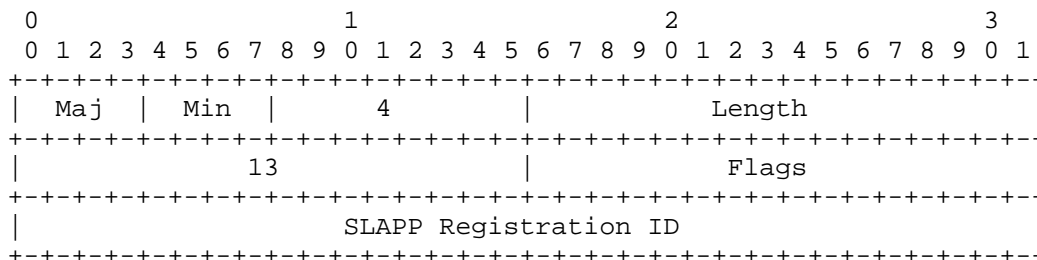 0                   1                   2                   3
0 1 2 3 4 5 6 7 8 9 0 1 2 3 4 5 6 7 8 9 0 1 2 3 4 5 6 7 8 9 0 1
+-+-+-+-+-+-+-+-+-+-+-+-+-+-+-+-+-+-+-+-+-+-+-+-+-+-+-+-+-+-+-+--
|  Maj  |  Min  |       4       |           Length
+-+-+-+-+-+-+-+-+-+-+-+-+-+-+-+-+-+-+-+-+-+-+-+-+-+-+-+-+-+-+-+--
|              13               |            Flags
+-+-+-+-+-+-+-+-+-+-+-+-+-+-+-+-+-+-+-+-+-+-+-+-+-+-+-+-+-+-+-+--
|                    SLAPP Registration ID
+-+-+-+-+-+-+-+-+-+-+-+-+-+-+-+-+-+-+-+-+-+-+-+-+-+-+-+-+-+-+-+--